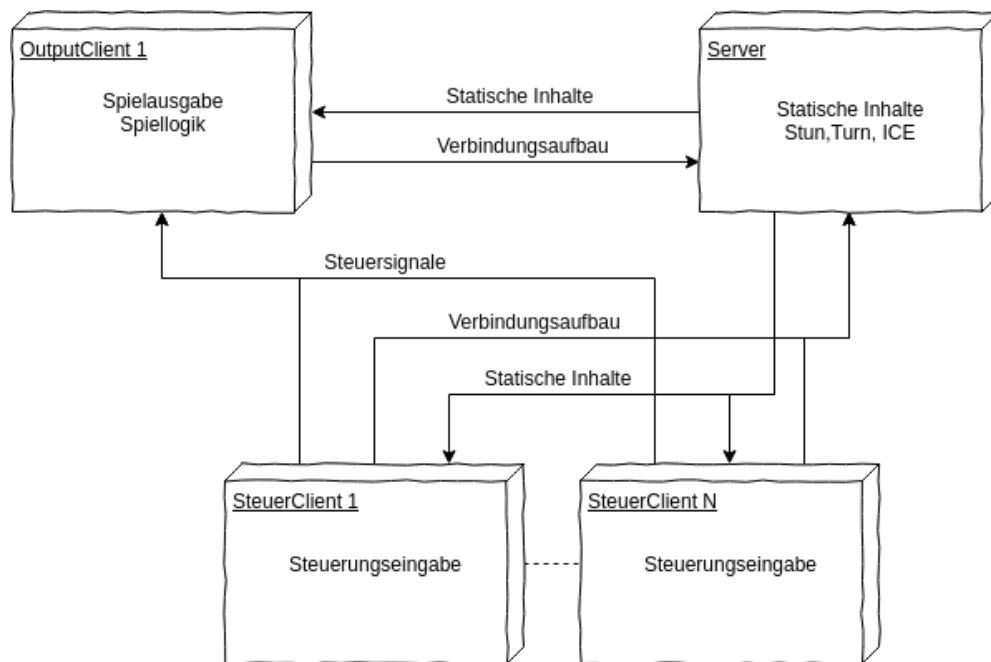 OutputClient 1
Spielausgabe
Spiellogik
Statische Inhalte
Verbindungsaufbau
Server
Statische Inhalte
Stun,Turn, ICE
Steuersignale
Verbindungsaufbau
Statische Inhalte
SteuerClient 1
Steuerungseingabe
SteuerClient N
Steuerungseingabe